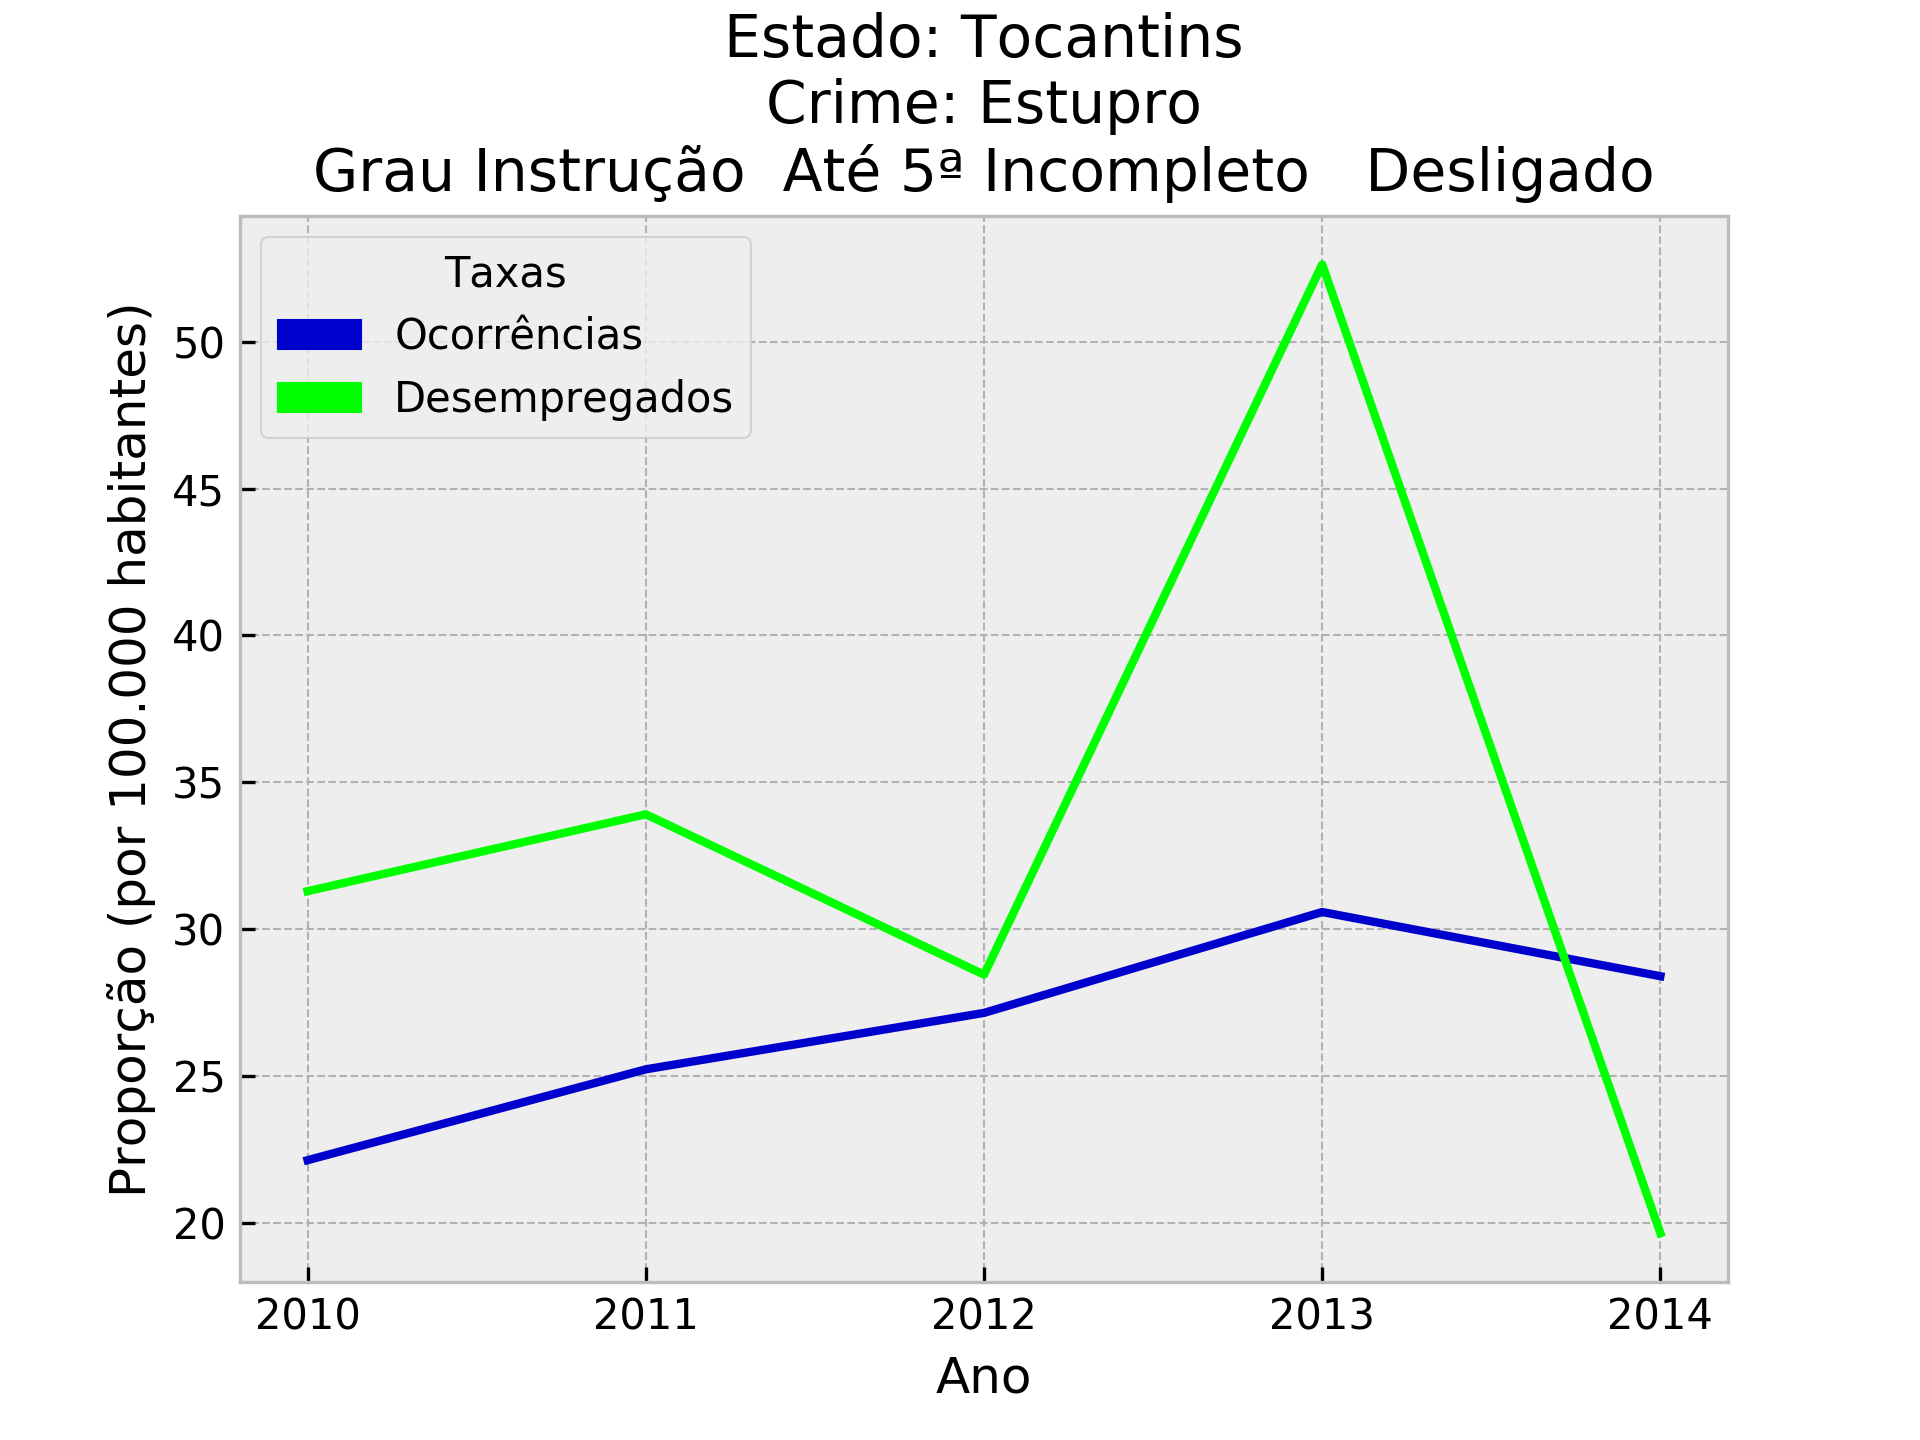 Estado: Tocantins
Crime: Estupro
Grau Instrução  Até 5ª Incompleto   Desligado
Taxas
Ocorrências
Desempregados
Proporção (por 100.000 habitantes)
50
45
40
35
30
25
20
2010 2011 2012 2013 2014
Ano